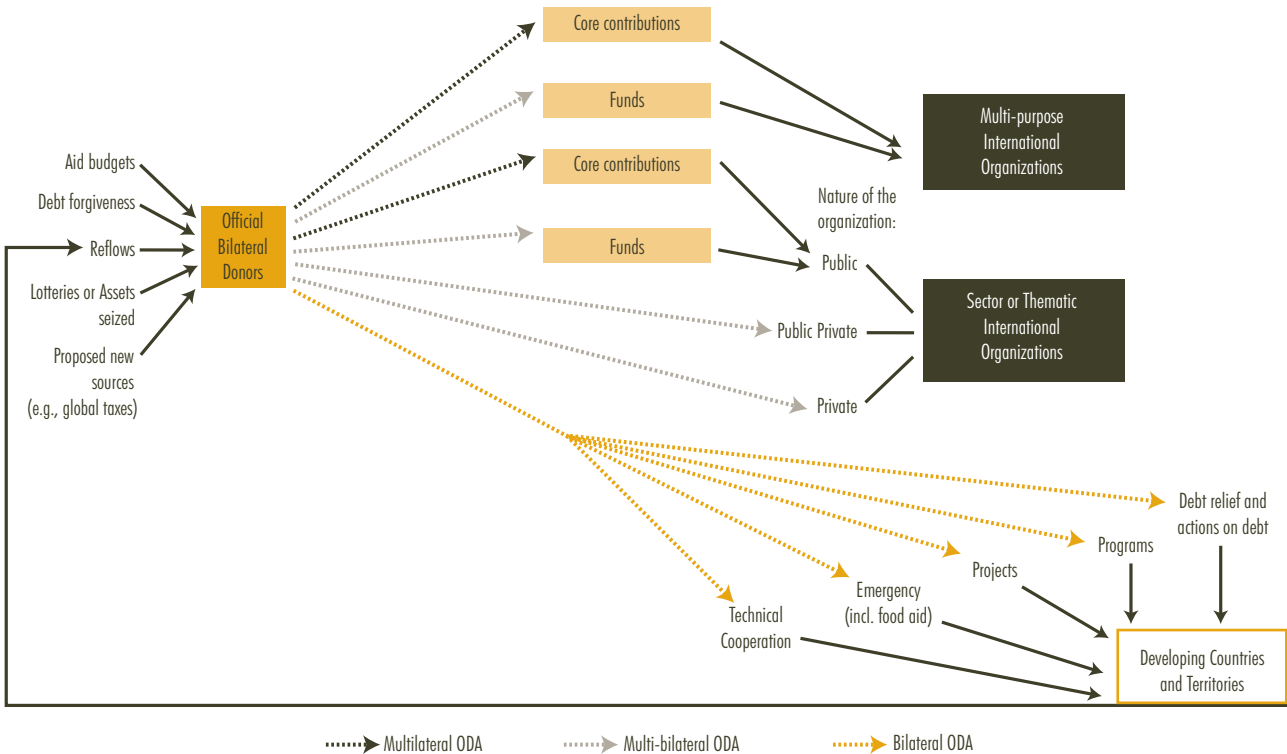 Core contributions
Funds
Multi-purpose
International
Organizations
Aid budgets
Core contributions
Nature of the
organization:
Debt forgiveness
Official
Bilateral
Donors
Reflows
Funds
Public
Lotteries or Assets
seized
Sector or Thematic
International
Organizations
Public Private
Proposed new
sources
(e.g., global taxes)
Private
Debt relief and
actions on debt
Programs
Projects
Emergency
(incl. food aid)
Technical
Cooperation
Developing Countries
and Territories
Multilateral ODA
Multi-bilateral ODA
Bilateral ODA